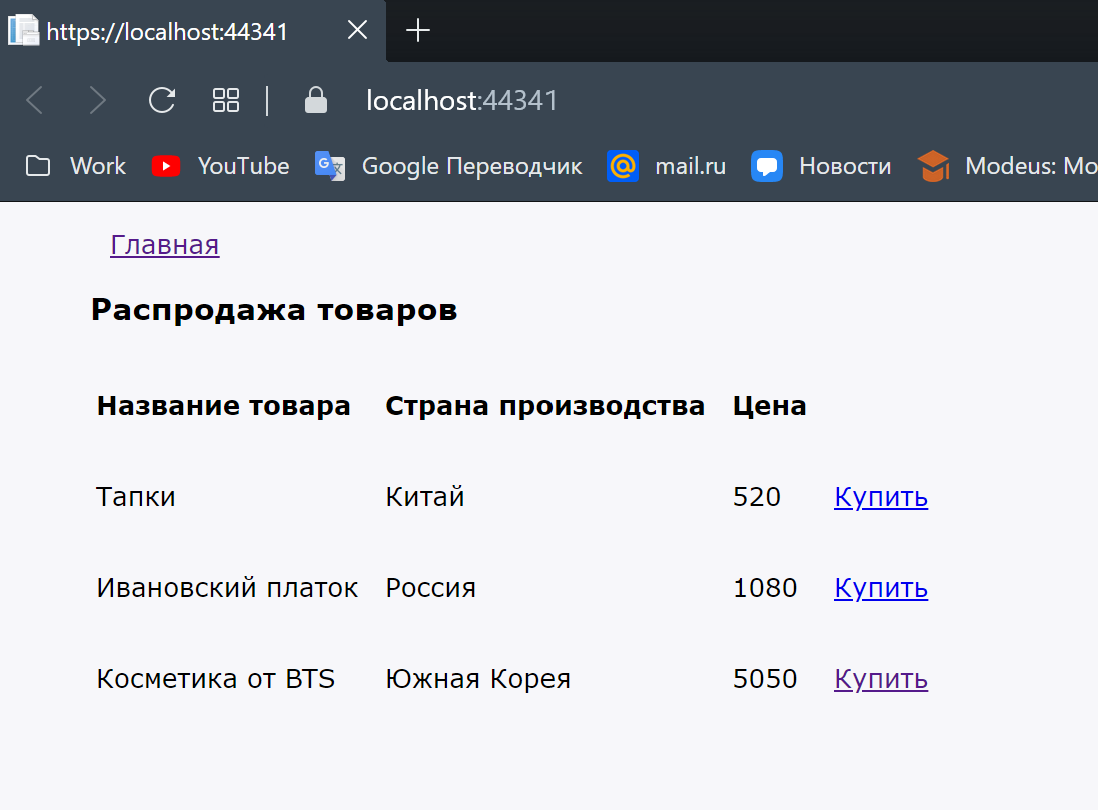 https://localhost:44341
localhost:44341
Work YouTube Google Переводчик mail.ru Новости Modeus: Mo
Главная
Распродажа товаров
Название товара Страна производства Цена
Тапки Китай 520 Купить
Ивановский платок Россия 1080 Купить
Косметика от BTS Южная Корея 5050 Купить